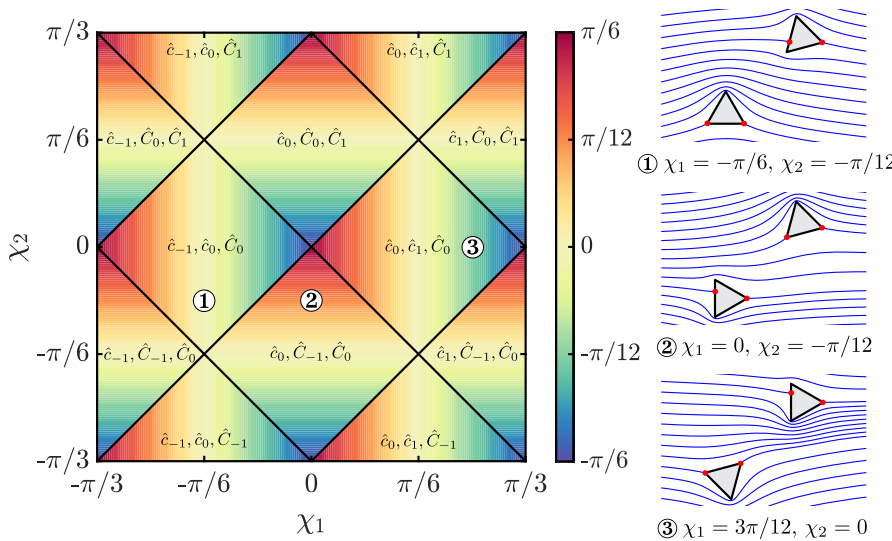 π/3
π/6
0
-π/6
-π/3
χ₂
ĉ₋₁, ĉ₀, Ĉ₁
ĉ₀, ĉ₁, Ĉ₁
ĉ₋₁, Ĉ₀, Ĉ₁
ĉ₀, Ĉ₀, Ĉ₁
ĉ₁, Ĉ₀, Ĉ₁
ĉ₋₁, ĉ₀, Ĉ₀
ĉ₀, ĉ₁, Ĉ₀
3
1
2
ĉ₋₁, Ĉ₋₁, Ĉ₀
ĉ₀, Ĉ₋₁, Ĉ₀
ĉ₁, Ĉ₋₁, Ĉ₀
ĉ₋₁, ĉ₀, Ĉ₋₁
ĉ₀, ĉ₁, Ĉ₋₁
-π/3
-π/6
0
π/6
π/3
χ₁
π/6
π/12
0
-π/12
-π/6
① χ₁ = −π/6, χ₂ = −π/12
② χ₁ = 0, χ₂ = −π/12
③ χ₁ = 3π/12, χ₂ = 0